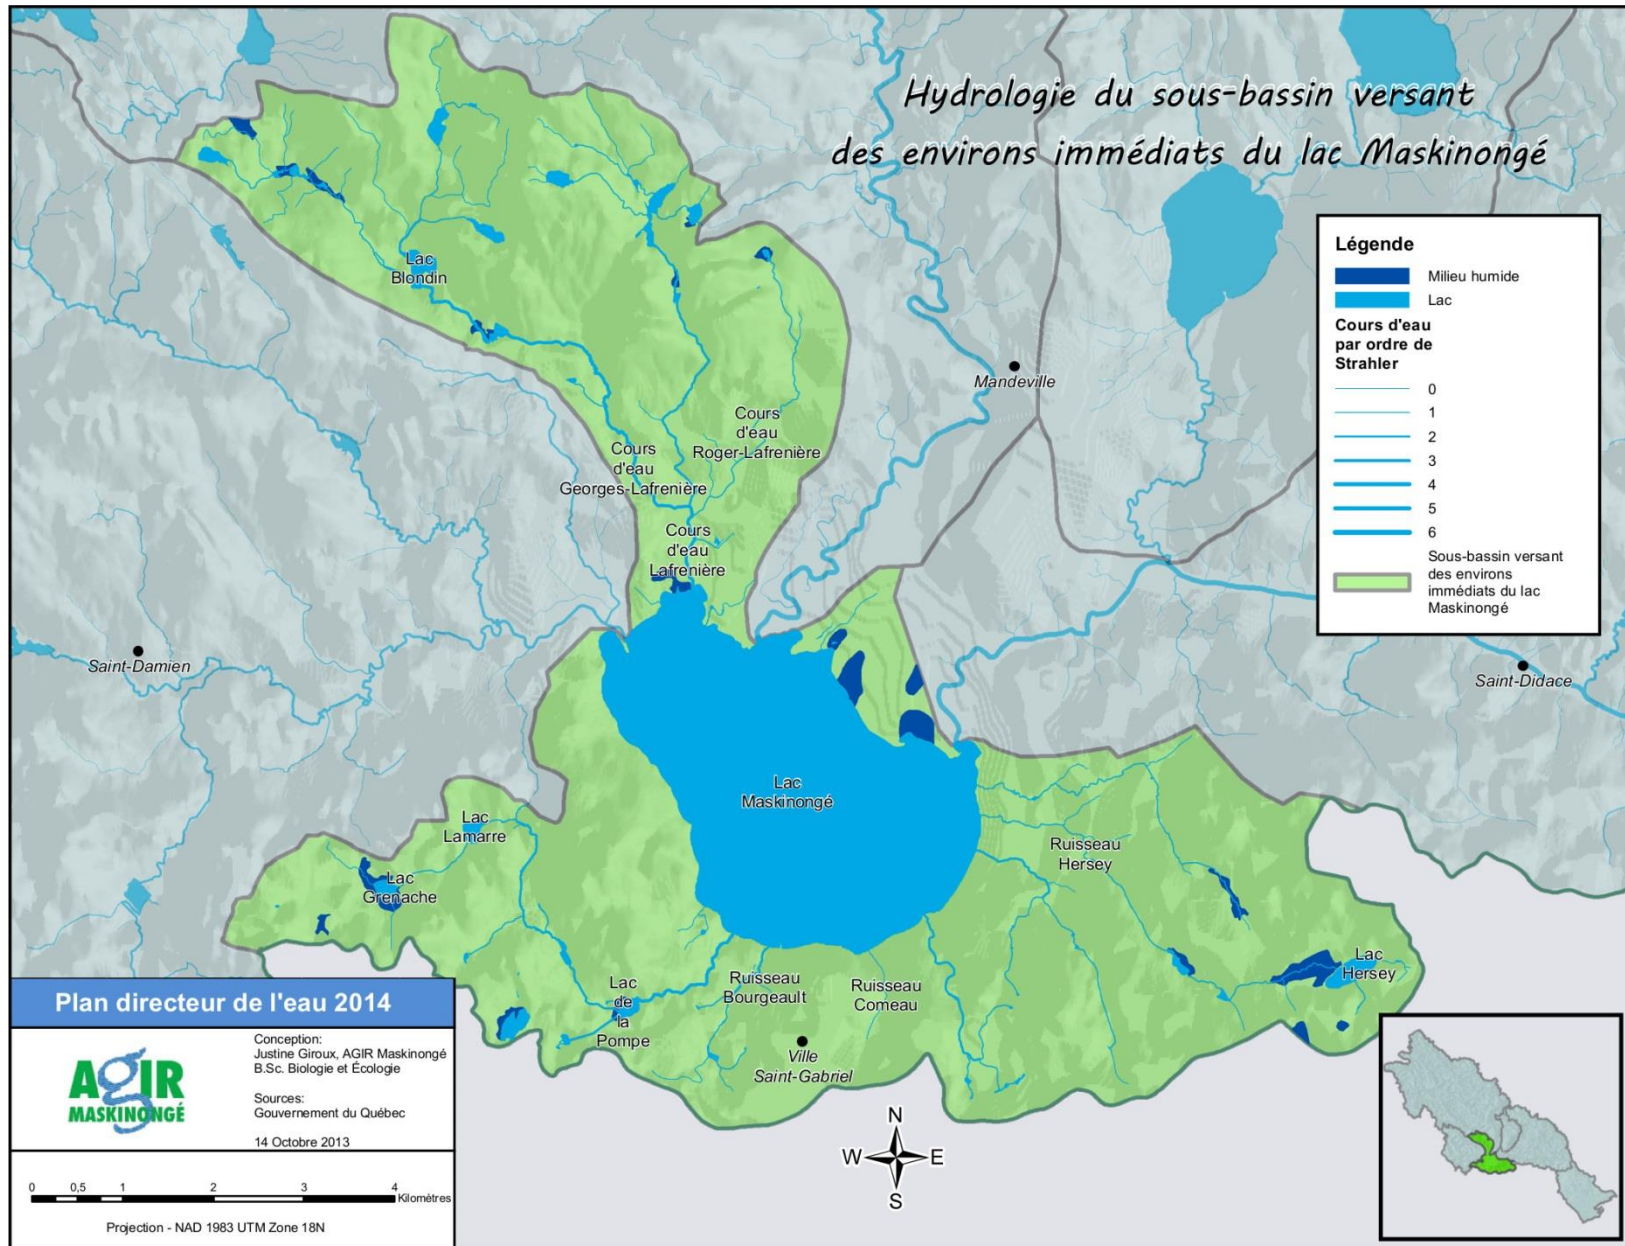 Hydrologie du sous-bassin versant
des environs immédiats du lac Maskinongé
Légende
Milieu humide
Lac
Cours d'eau
par ordre de
Strahler
0
1
2
3
4
5
6
Sous-bassin versant
des environs
immédiats du lac
Maskinongé
Lac
Blondin
Mandeville
Cours
d'eau
Roger-Lafrenière
Cours
d'eau
Georges-Lafrenière
Cours
d'eau
Lafrenière
Saint-Damien
Saint-Didace
Lac
Maskinongé
Lac
Lamarre
Ruisseau
Hersey
Lac
Grenache
Lac
Hersey
Lac
de
la
Pompe
Ruisseau
Bourgeault
Ruisseau
Comeau
Ville
Saint-Gabriel
Plan directeur de l'eau 2014
AGIR
MASKINONGÉ
Conception:
Justine Giroux, AGIR Maskinongé
B.Sc. Biologie et Écologie
Sources:
Gouvernement du Québec
14 Octobre 2013
0 0,5 1 2 3 4
Kilomètres
Projection - NAD 1983 UTM Zone 18N
N
W E
S